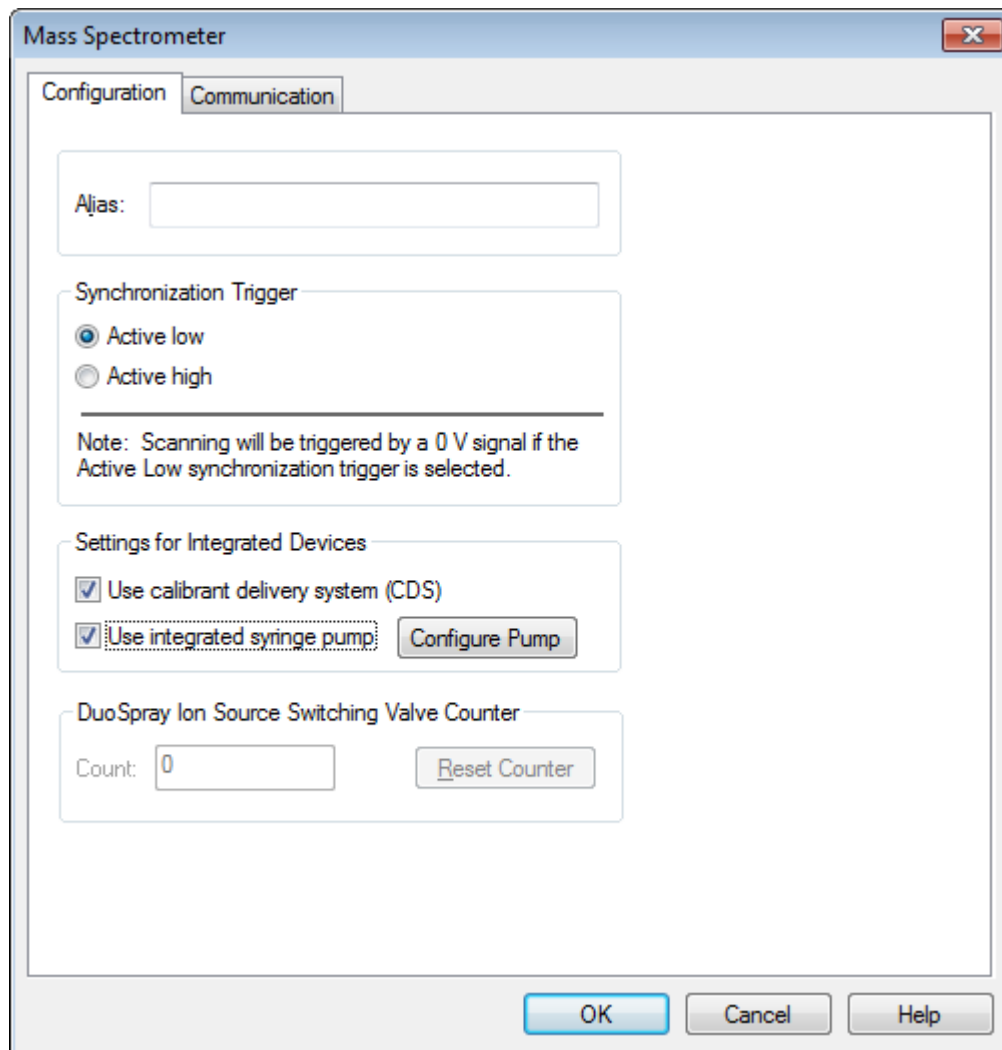 Mass Spectrometer
Configuration
Communication
Alias:
Synchronization Trigger
Active low
Active high
Note:  Scanning will be triggered by a 0 V signal if the
Active Low synchronization trigger is selected.
Settings for Integrated Devices
Use calibrant delivery system (CDS)
Use integrated syringe pump
Configure Pump
DuoSpray Ion Source Switching Valve Counter
Count:
0
Reset Counter
OK
Cancel
Help